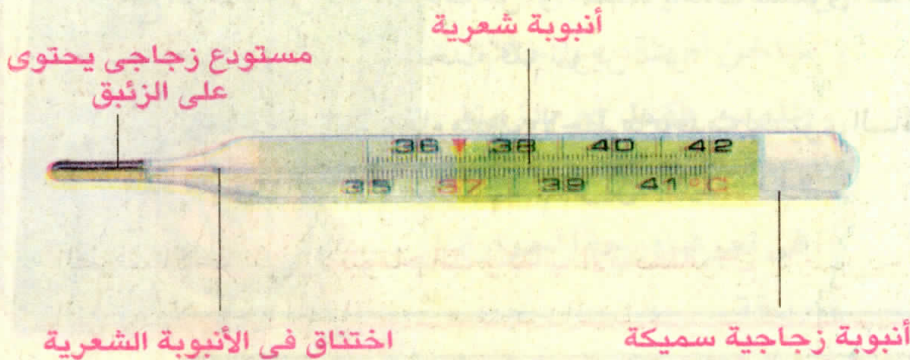 أنبوبة شعرية
مستودع زجاجى يحتوى
على الزئبق
36 38 40 42
35 37 39 41 °C
أنبوبة زجاجية سميكة
اختناق فى الأنبوبة الشعرية